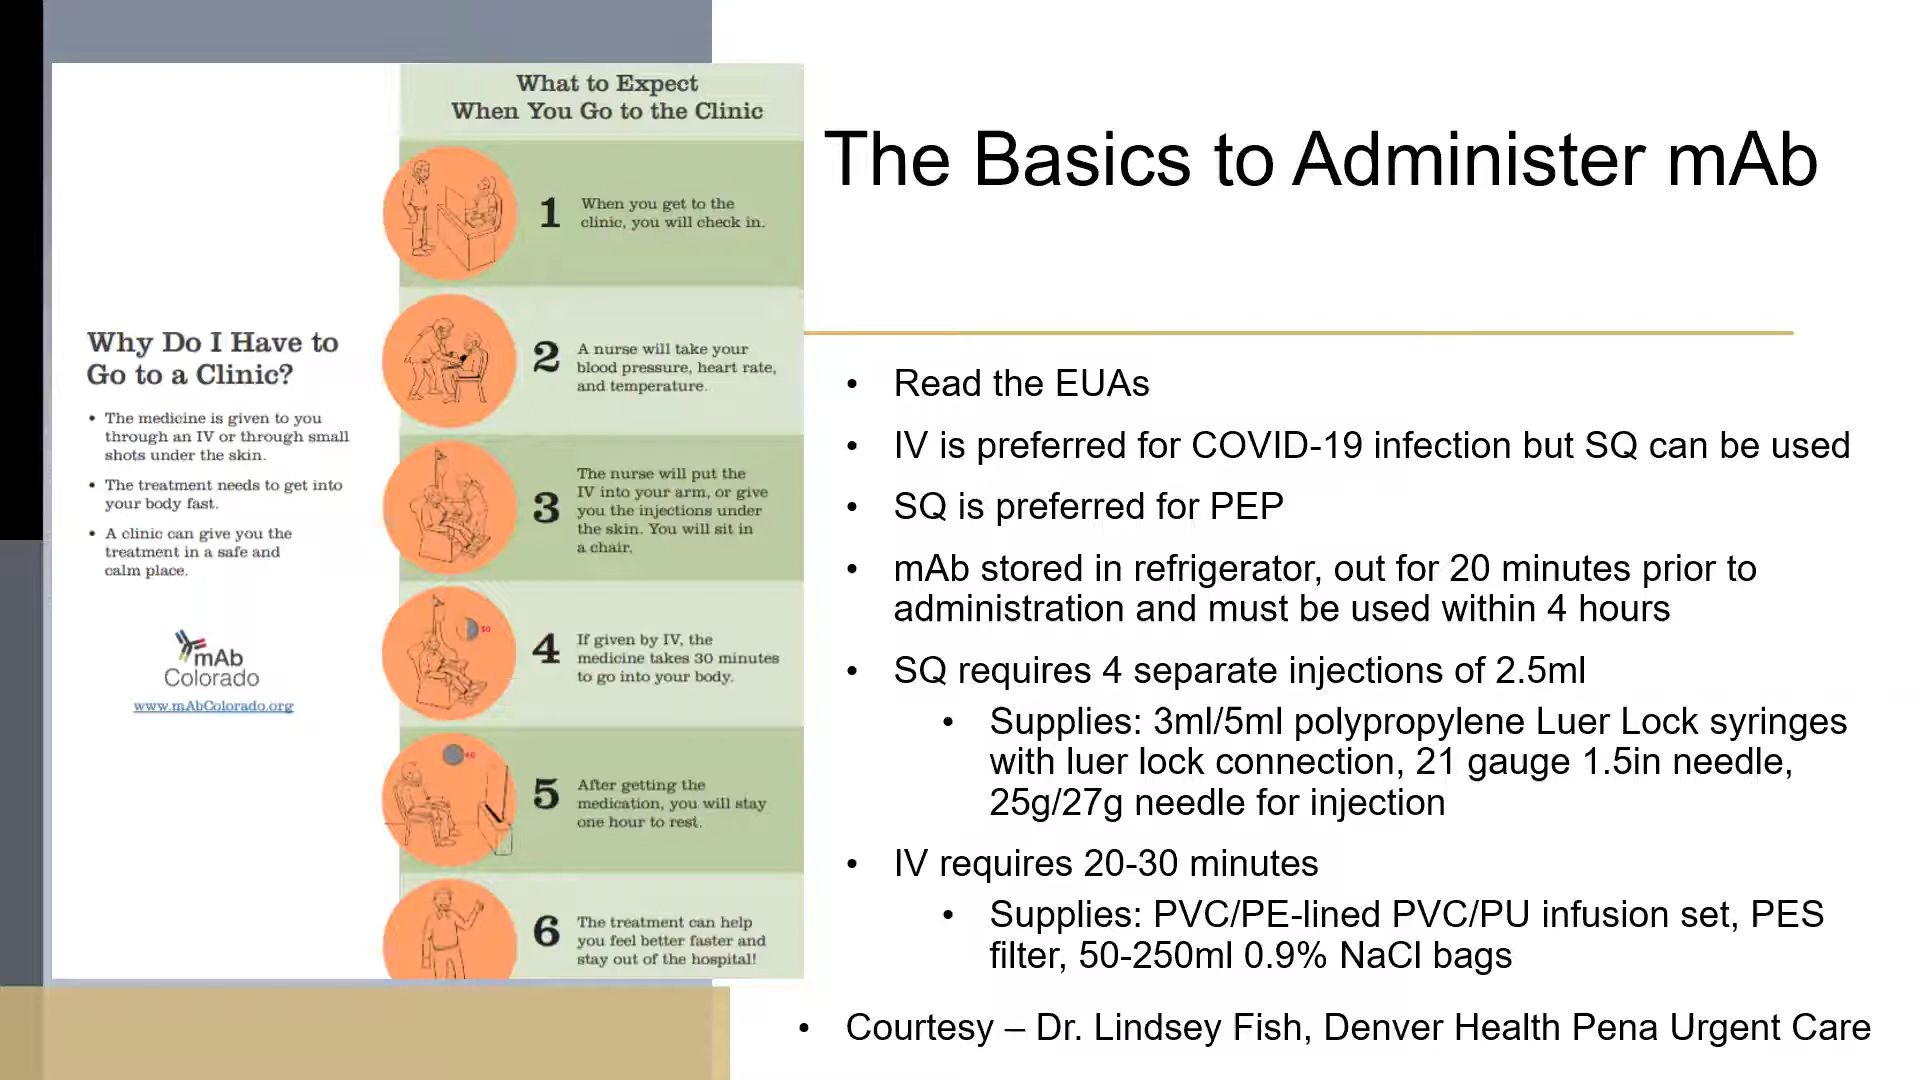 The Basics to Administer mAb
Why Do I Have to
Go to a Clinic?
• The medicine is given to you
through an IV or through small
shots under the skin.
• The treatment needs to get into
your body fast.
• A clinic can give you the
treatment in a safe and
calm place.
mAb
Colorado
www.mAbColorado.org
What to Expect
When You Go to the Clinic
1
When you get to the
clinic, you will check in.
2
A nurse will take your
blood pressure, heart rate,
and temperature.
3
The nurse will put the
IV into your arm, or give
you the injections under
the skin. You will sit in
a chair.
30
4
If given by IV, the
medicine takes 30 minutes
to go into your body.
60
5
After getting the
medication, you will stay
one hour to rest.
6
The treatment can help
you feel better faster and
stay out of the hospital!
• Read the EUAs
• IV is preferred for COVID-19 infection but SQ can be used
• SQ is preferred for PEP
• mAb stored in refrigerator, out for 20 minutes prior to
administration and must be used within 4 hours
• SQ requires 4 separate injections of 2.5ml
• Supplies: 3ml/5ml polypropylene Luer Lock syringes
with luer lock connection, 21 gauge 1.5in needle,
25g/27g needle for injection
• IV requires 20-30 minutes
• Supplies: PVC/PE-lined PVC/PU infusion set, PES
filter, 50-250ml 0.9% NaCl bags
• Courtesy – Dr. Lindsey Fish, Denver Health Pena Urgent Care